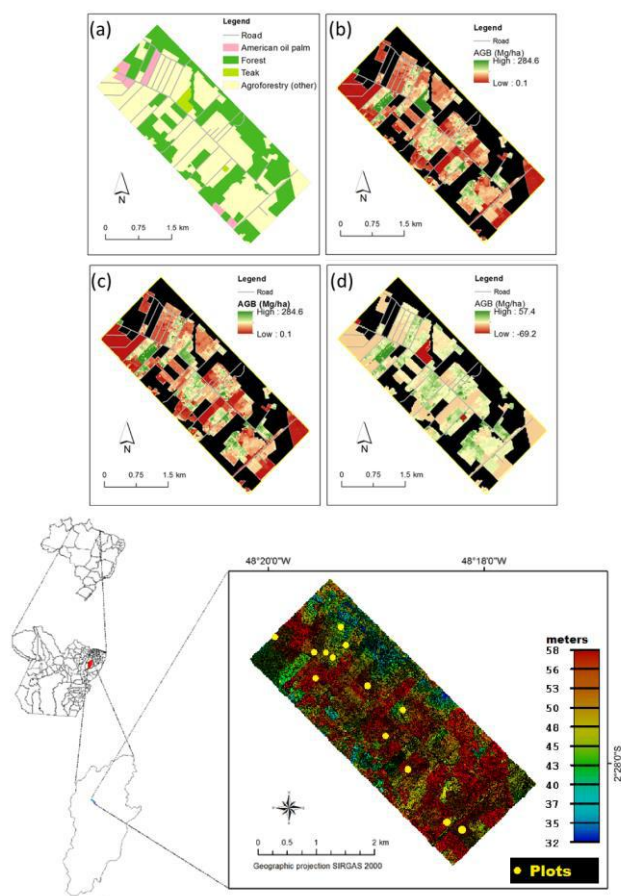 (a)
Legend
Road
American oil palm
Forest
Teak
Agroforestry (other)
N
0 0.75 1.5 km
(b)
Legend
Road
AGB (Mg/ha)
High : 284.6
Low : 0.1
N
0 0.75 1.5 km
(c)
Legend
Road
AGB (Mg/ha)
High : 284.6
Low : 0.1
N
0 0.75 1.5 km
(d)
Legend
Road
AGB (Mg/ha)
High : 57.4
Low : -69.2
N
0 0.75 1.5 km
48°20'0"W 48°18'0"W
meters
58
53
50
48
45
43
40
37
35
32
2°28'0"S
0 0.5 1 2 km
Geographic projection SIRGAS 2000
Plots